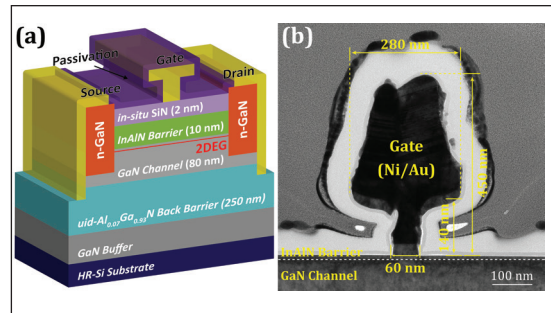 (a)
Passivation
Gate
Source
Drain
in-situ SiN (2 nm)
InAlN Barrier (10 nm)
2DEG
GaN Channel (80 nm)
n-GaN
n-GaN
uid-Al0.07Ga0.93N Back Barrier (250 nm)
GaN Buffer
HR-Si Substrate
(b)
280 nm
Gate
(Ni/Au)
140 nm
InAlN Barrier
60 nm
GaN Channel
100 nm